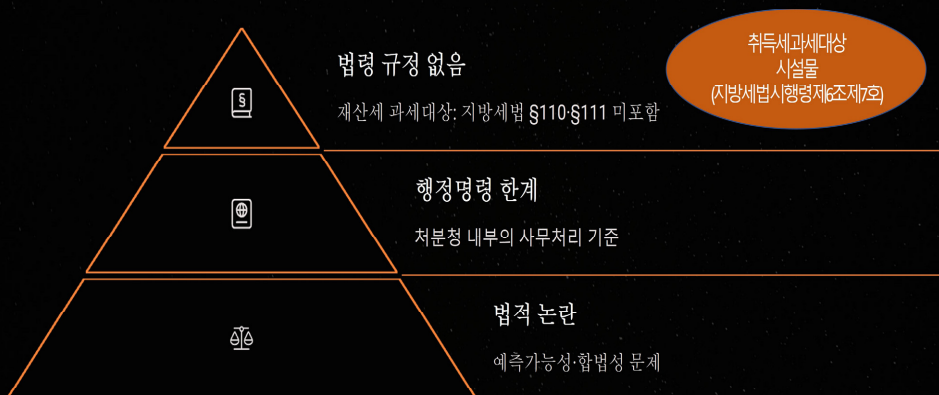 법령 규정 없음
재산세 과세대상: 지방세법 §110·§111 미포함
취득세과세대상
시설물
(지방세법시행령제6조제7호)
행정명령 한계
처분청 내부의 사무처리 기준
법적 논란
예측가능성·합법성 문제
§